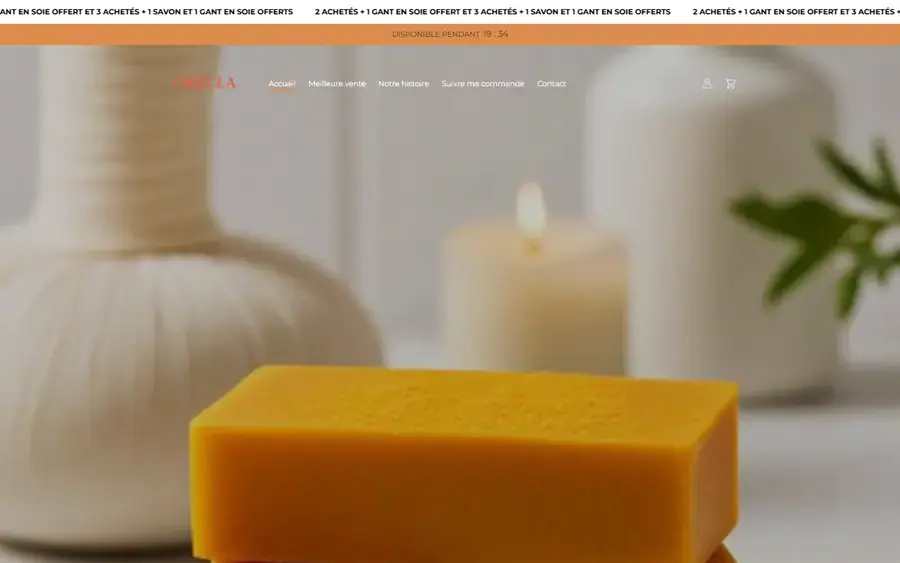 ANT EN SOIE OFFERT ET 3 ACHETÉS + 1 SAVON ET 1 GANT EN SOIE OFFERTS 2 ACHETÉS + 1 GANT EN SOIE OFFERT ET 3 ACHETÉS + 1 SAVON ET 1 GANT EN SOIE OFFERTS 2 ACHETÉS + 1 GANT EN SOIE OFFERT ET 3 ACHETÉS +
DISPONIBLE PENDANT 19 : 34
Accueil Meilleure vente Notre histoire Suivre ma commande Contact